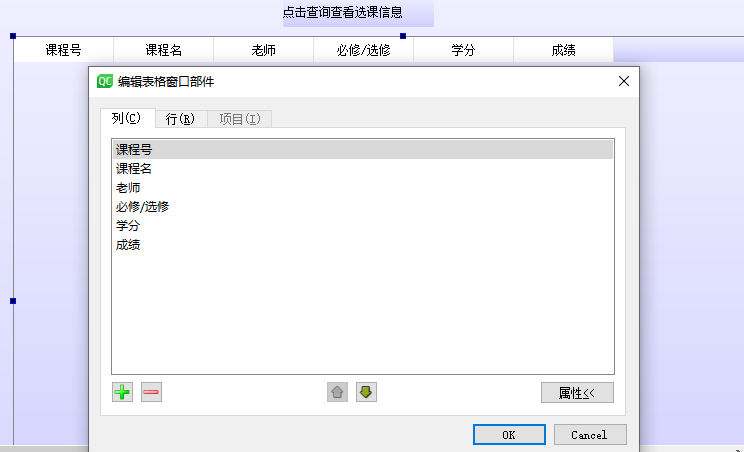 点击查询查看选课信息
课程号 课程名 老师 必修/选修 学分 成绩
QC 编辑表格窗口部件
列(C) 行(R) 项目(I)
课程号
课程名
老师
必修/选修
学分
成绩
属性<<
OK Cancel